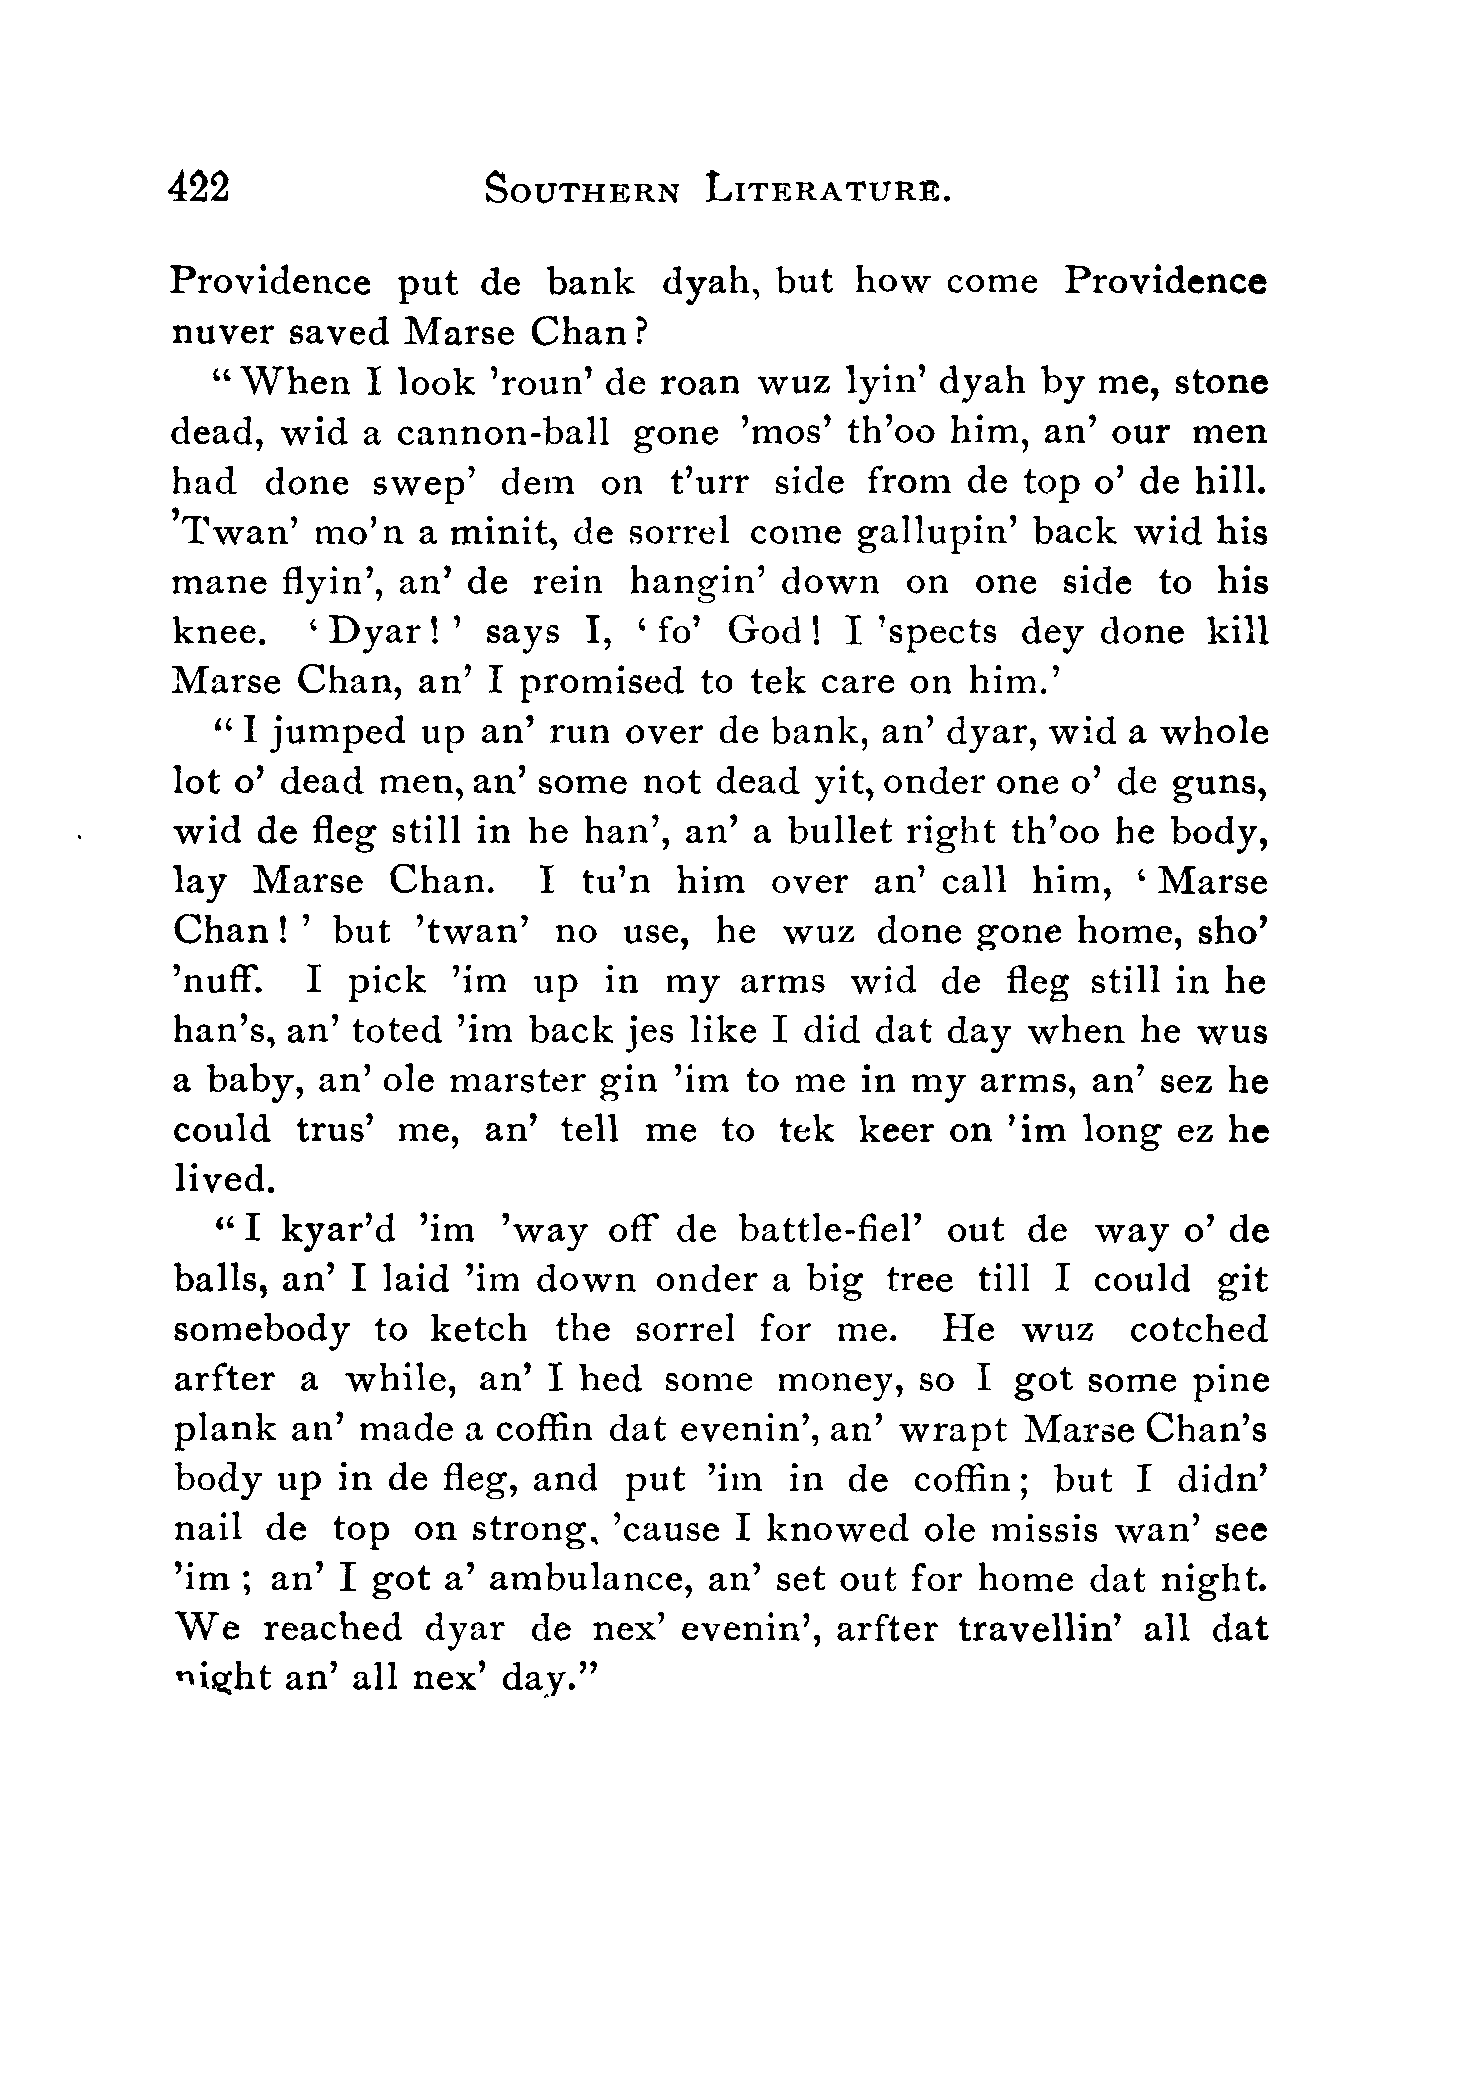 422 SOUTHERN LITERATURE.
Providence put de bank dyah, but how come Providence
nuver saved Marse Chan?
“When I look ’roun’ de roan wuz lyin’ dyah by me, stone
dead, wid a cannon-ball gone ’mos’ th’oo him, an’ our men
had done swep’ dem on t’urr side from de top o’ de hill.
’Twan’ mo’n a minit, de sorrel come gallupin’ back wid his
mane flyin’, an’ de rein hangin’ down on one side to his
knee. ‘Dyar!’ says I, ‘fo’ God! I ’spects dey done kill
Marse Chan, an’ I promised to tek care on him.’
“I jumped up an’ run over de bank, an’ dyar, wid a whole
lot o’ dead men, an’ some not dead yit, onder one o’ de guns,
wid de fleg still in he han’, an’ a bullet right th’oo he body,
lay Marse Chan. I tu’n him over an’ call him, ‘Marse
Chan!’ but ’twan’ no use, he wuz done gone home, sho’
’nuff. I pick ’im up in my arms wid de fleg still in he
han’s, an’ toted ’im back jes like I did dat day when he wus
a baby, an’ ole marster gin ’im to me in my arms, an’ sez he
could trus’ me, an’ tell me to tek keer on ’im long ez he
lived.
“I kyar’d ’im ’way off de battle-fiel’ out de way o’ de
balls, an’ I laid ’im down onder a big tree till I could git
somebody to ketch the sorrel for me. He wuz cotched
arfter a while, an’ I hed some money, so I got some pine
plank an’ made a coffin dat evenin’, an’ wrapt Marse Chan’s
body up in de fleg, and put ’im in de coffin; but I didn’
nail de top on strong, ’cause I knowed ole missis wan’ see
’im; an’ I got a’ ambulance, an’ set out for home dat night.
We reached dyar de nex’ evenin’, arfter travellin’ all dat
night an’ all nex’ day.”